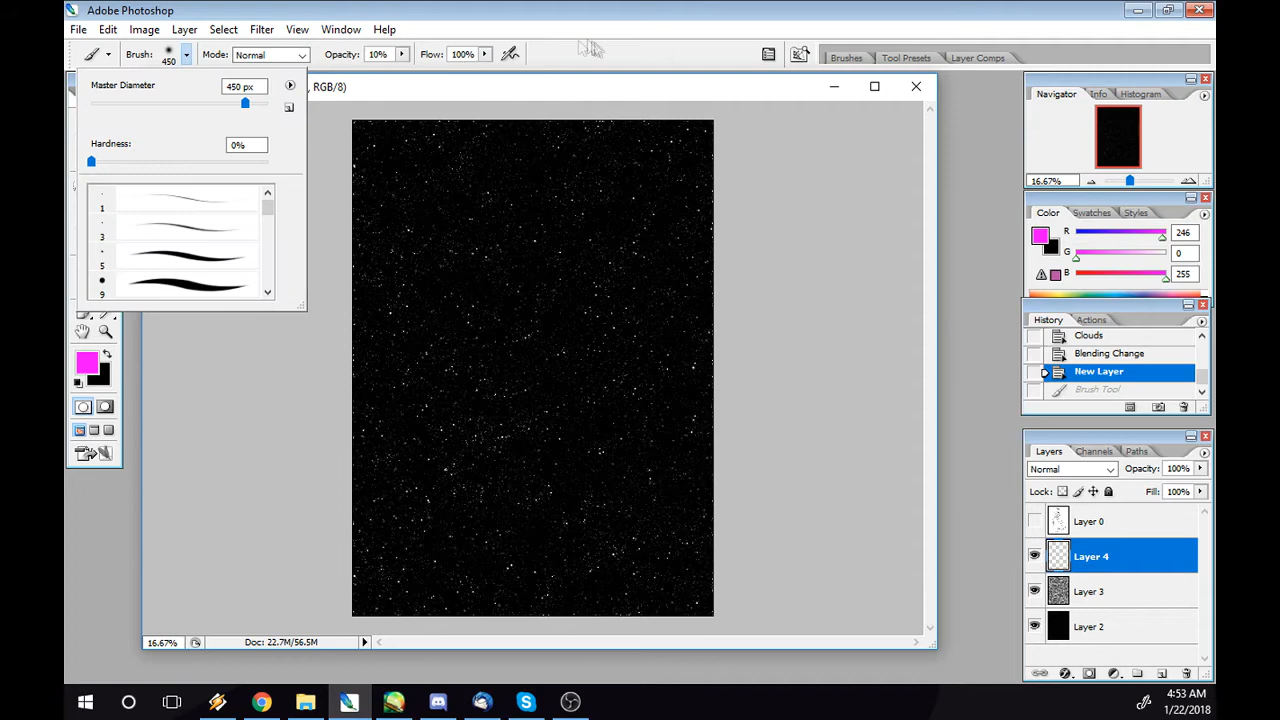 Adobe Photoshop
File Edit Image Layer Select Filter View Window Help
Brush: 450 Mode: Normal Opacity: 10% Flow: 100% Brushes Tool Presets Layer Comps
Master Diameter 450 px
Hardness: 0%
1
3
5
9
, RGB/8)
16.67% Doc: 22.7M/56.5M
Navigator Info Histogram
16.67%
Color Swatches Styles
R 246
G 0
B 255
History Actions
Clouds
Blending Change
New Layer
Brush Tool
Layers Channels Paths
Normal Opacity: 100%
Lock: Fill: 100%
Layer 0
Layer 4
Layer 3
Layer 2
4:53 AM
1/22/2018